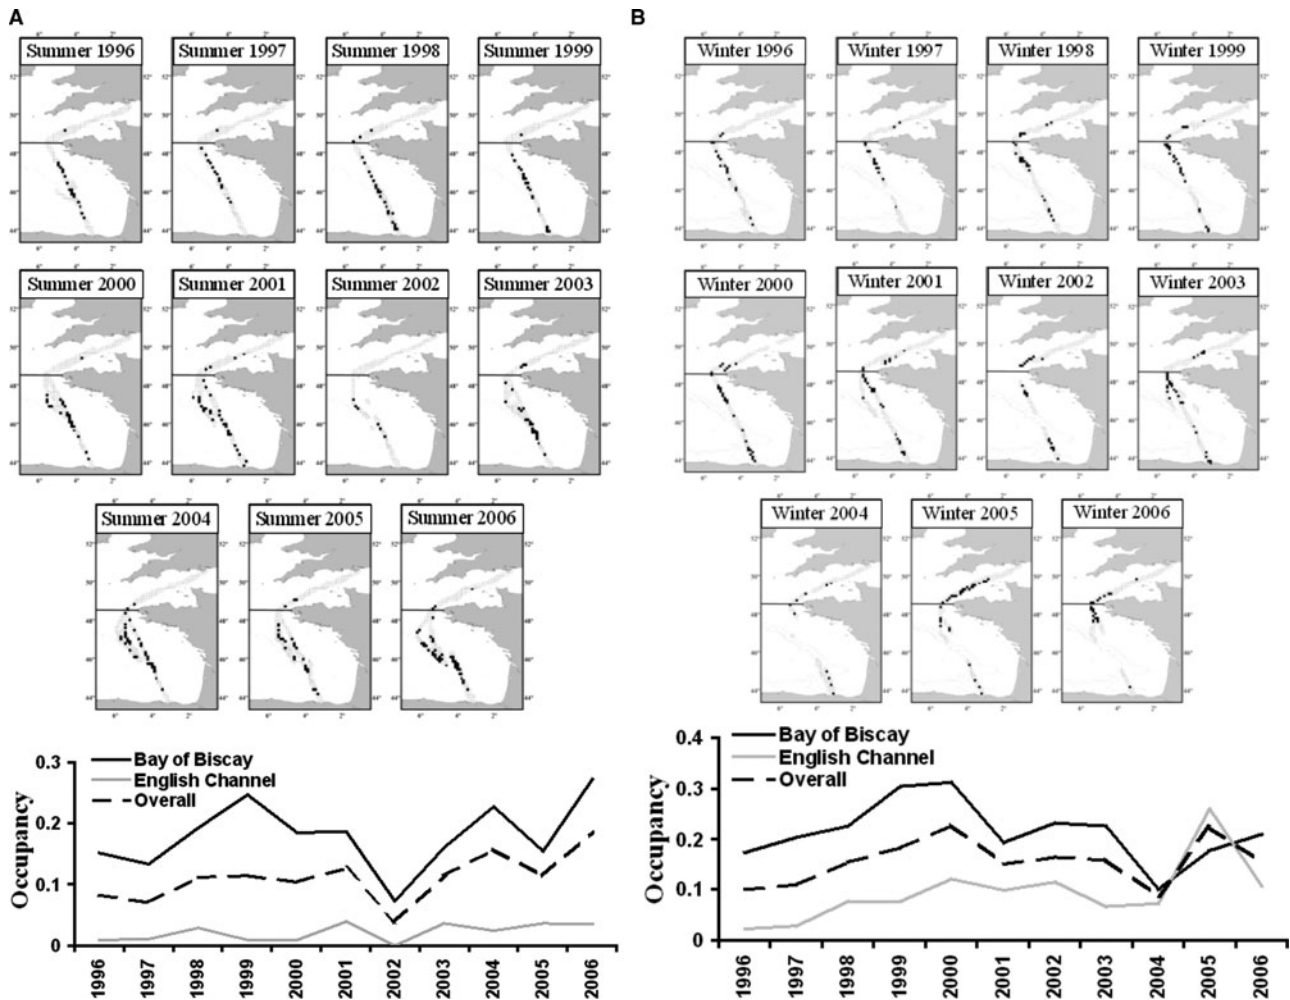 A
B
Summer 1996
Summer 1997
Summer 1998
Summer 1999
Winter 1996
Winter 1997
Winter 1998
Winter 1999
Summer 2000
Summer 2001
Summer 2002
Summer 2003
Winter 2000
Winter 2001
Winter 2002
Winter 2003
Summer 2004
Summer 2005
Summer 2006
Winter 2004
Winter 2005
Winter 2006
Bay of Biscay
English Channel
Overall
Occupancy
0.3
0.2
0.1
0
1996
1997
1998
1999
2000
2001
2002
2003
2004
2005
2006
Bay of Biscay
English Channel
Overall
Occupancy
0.4
0.3
0.2
0.1
0
1996
1997
1998
1999
2000
2001
2002
2003
2004
2005
2006